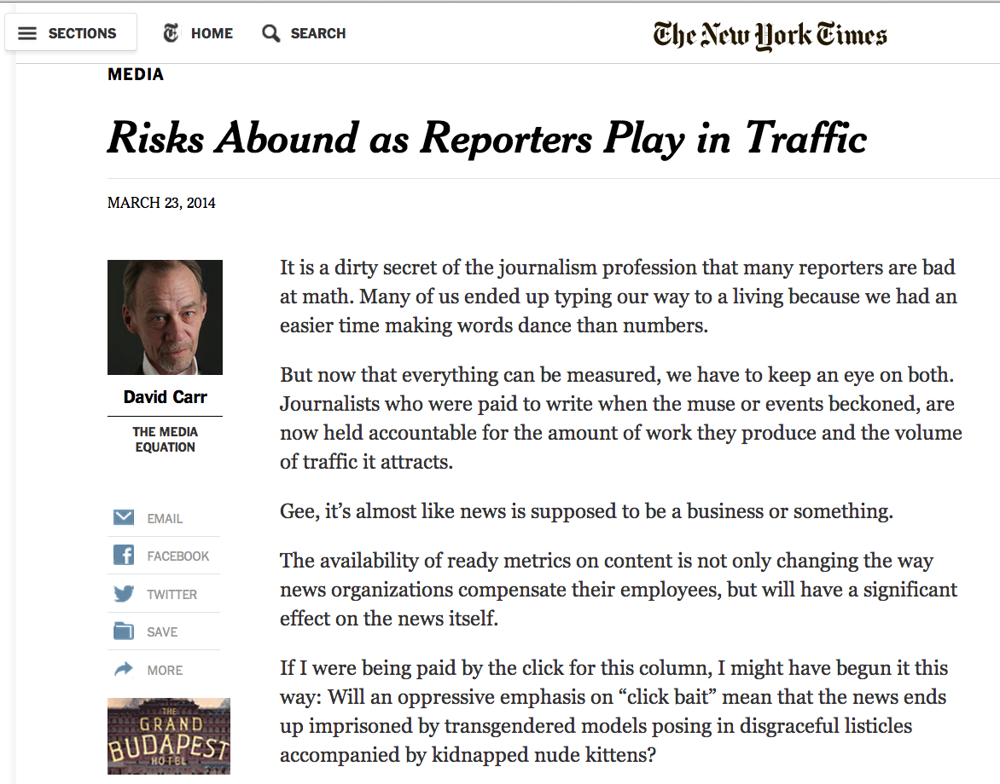 SECTIONS HOME SEARCH The New York Times
MEDIA
Risks Abound as Reporters Play in Traffic
MARCH 23, 2014
David Carr
THE MEDIA
EQUATION
EMAIL
FACEBOOK
TWITTER
SAVE
MORE
THE
GRAND
BUDAPEST
HOTEL
It is a dirty secret of the journalism profession that many reporters are bad
at math. Many of us ended up typing our way to a living because we had an
easier time making words dance than numbers.
But now that everything can be measured, we have to keep an eye on both.
Journalists who were paid to write when the muse or events beckoned, are
now held accountable for the amount of work they produce and the volume
of traffic it attracts.
Gee, it’s almost like news is supposed to be a business or something.
The availability of ready metrics on content is not only changing the way
news organizations compensate their employees, but will have a significant
effect on the news itself.
If I were being paid by the click for this column, I might have begun it this
way: Will an oppressive emphasis on “click bait” mean that the news ends
up imprisoned by transgendered models posing in disgraceful listicles
accompanied by kidnapped nude kittens?